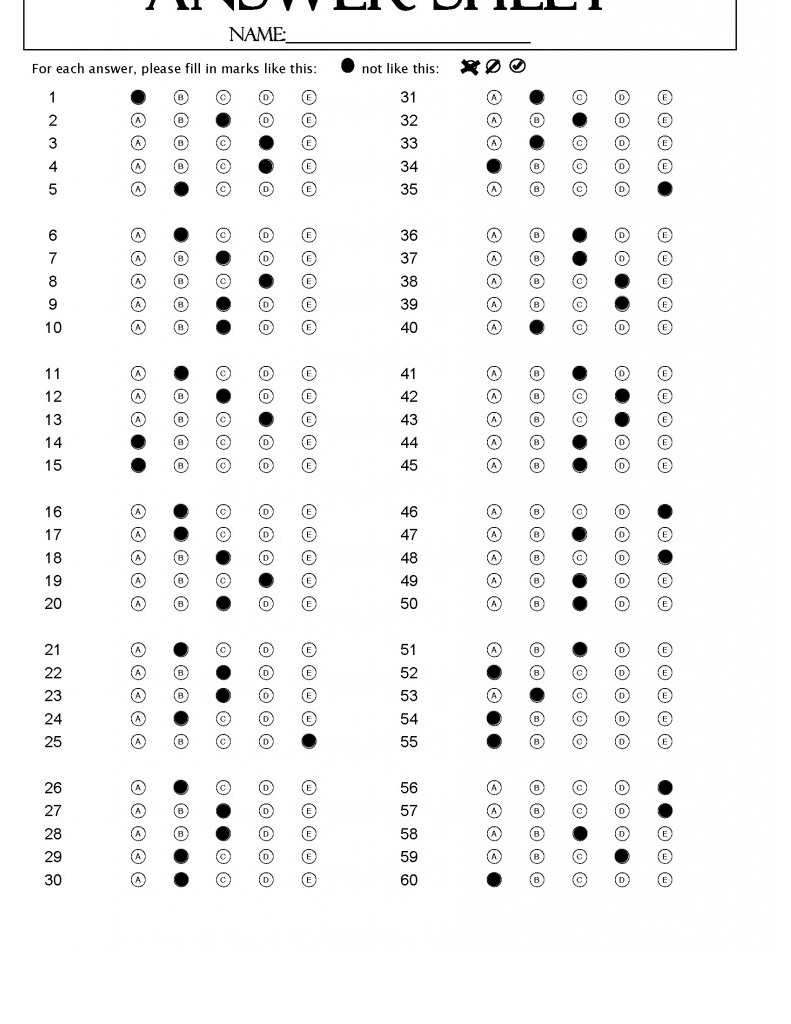 ANSWER SHEET
NAME:
For each answer, please fill in marks like this: not like this:
1 B C D E 31 A C D E
2 A B D E 32 A B D E
3 A B C E 33 A C D E
4 A B C E 34 B C D E
5 A C D E 35 A B C D
6 A C D E 36 A B D E
7 A B D E 37 A B D E
8 A B C E 38 A B C E
9 A B D E 39 A B C E
10 A B D E 40 A C D E
11 A C D E 41 A B D E
12 A B D E 42 A B C E
13 A B C E 43 A B C E
14 B C D E 44 A B D E
15 B C D E 45 A B D E
16 A C D E 46 A B C D
17 A C D E 47 A B D E
18 A B D E 48 A B C D
19 A B C E 49 A B D E
20 A B D E 50 A B D E
21 A C D E 51 A B D E
22 A B D E 52 B C D E
23 A B D E 53 A C D E
24 A C D E 54 B C D E
25 A B C D 55 B C D E
26 A C D E 56 A B C D
27 A B D E 57 A B C D
28 A B D E 58 A B D E
29 A C D E 59 A B C E
30 A C D E 60 B C D E